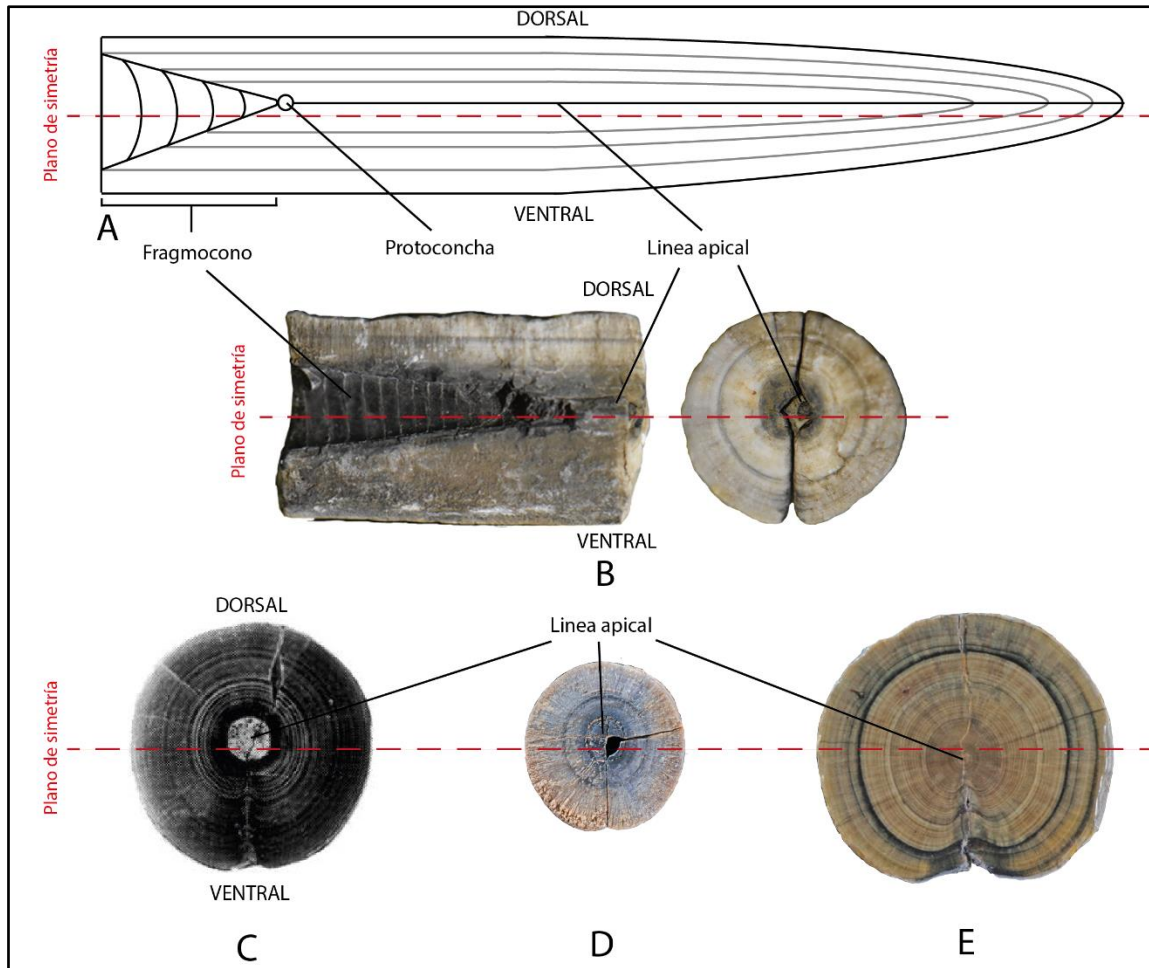 DORSAL
Plano de simetría
VENTRAL
A
Fragmocono
Protoconcha
Linea apical
DORSAL
Plano de simetría
VENTRAL
B
DORSAL
Linea apical
Plano de simetría
VENTRAL
C
D
E